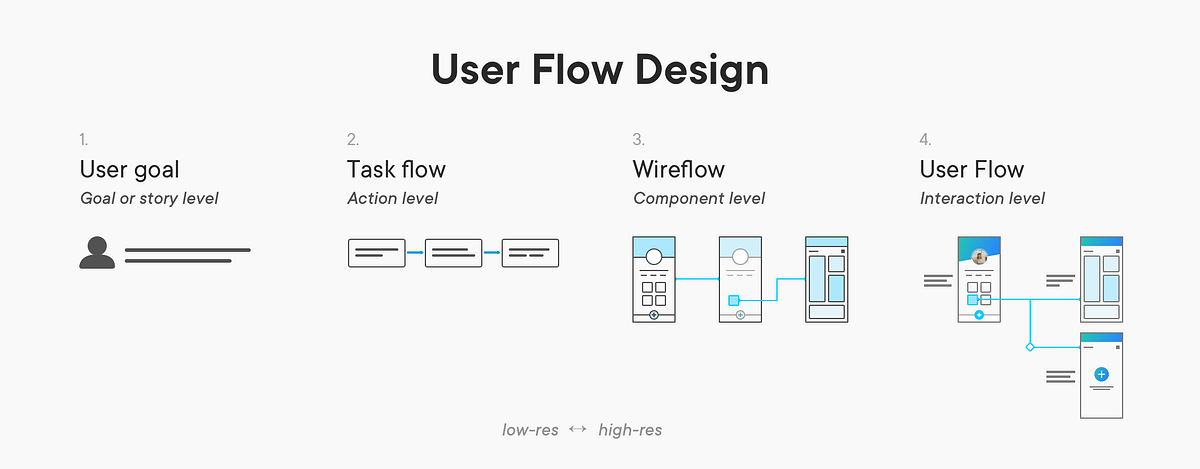 User Flow Design
1.
User goal
Goal or story level
2.
Task flow
Action level
3.
Wireflow
Component level
4.
User Flow
Interaction level
low-res ↔ high-res